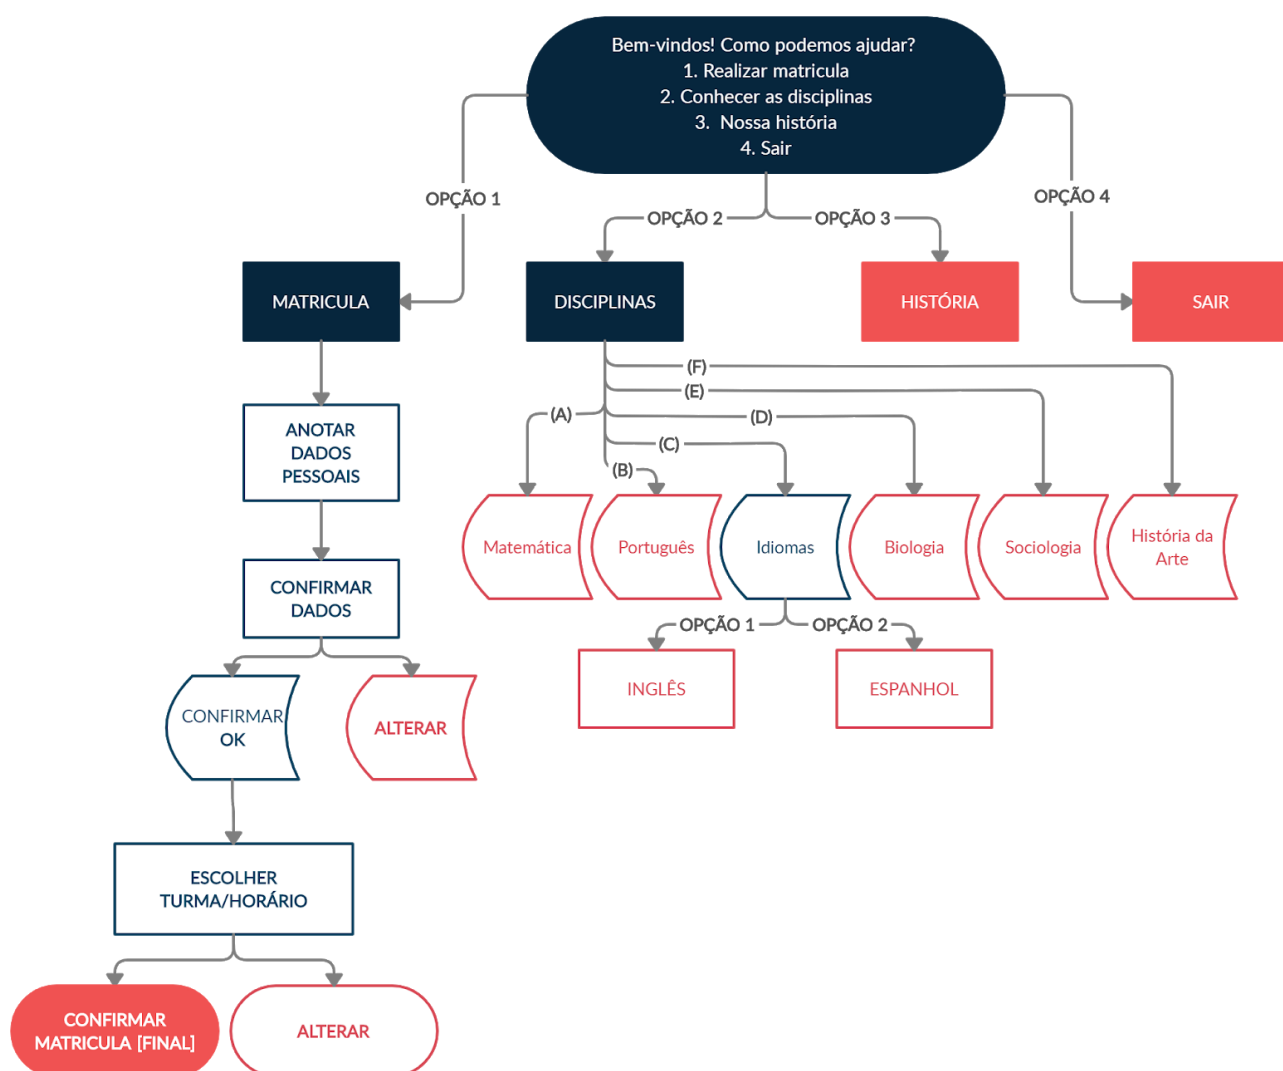 Bem-vindos! Como podemos ajudar?
1. Realizar matricula
2. Conhecer as disciplinas
3. Nossa história
4. Sair
OPÇÃO 1
OPÇÃO 2
OPÇÃO 3
OPÇÃO 4
MATRICULA
DISCIPLINAS
HISTÓRIA
SAIR
(F)
(E)
(A)
(D)
(C)
(B)
ANOTAR
DADOS
PESSOAIS
Matemática
Português
Idiomas
Biologia
Sociologia
História da
Arte
CONFIRMAR
DADOS
OPÇÃO 1
OPÇÃO 2
INGLÊS
ESPANHOL
CONFIRMAR
OK
ALTERAR
ESCOLHER
TURMA/HORÁRIO
CONFIRMAR
MATRICULA [FINAL]
ALTERAR